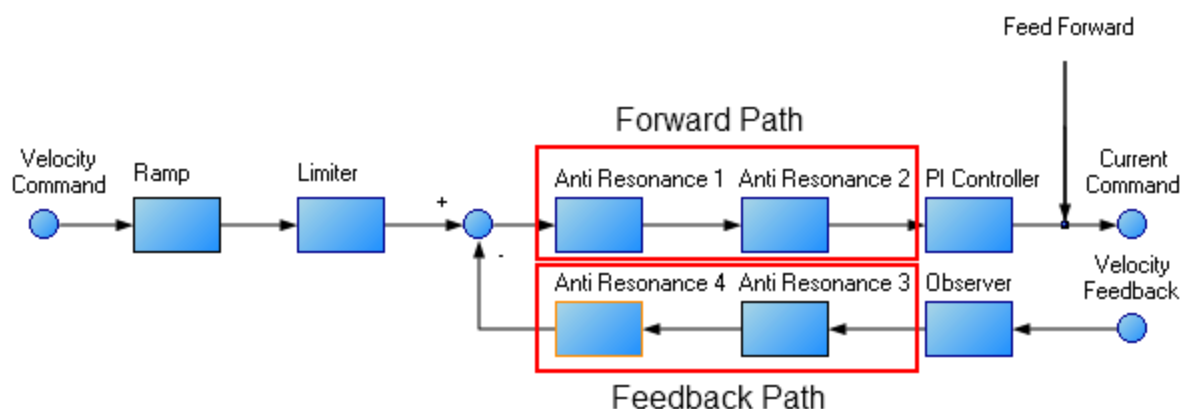 Feed Forward
Forward Path
Velocity
Command
Ramp
Limiter
Anti Resonance 1
Anti Resonance 2
PI Controller
Current
Command
+
-
Anti Resonance 4
Anti Resonance 3
Observer
Velocity
Feedback
Feedback Path